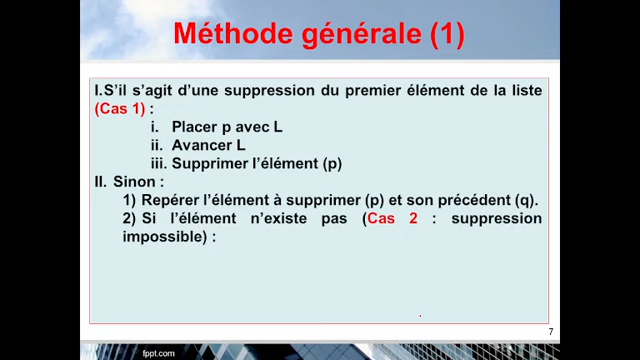 Méthode générale (1)
I.S'il s'agit d'une suppression du premier élément de la liste
(Cas 1) :
i. Placer p avec L
ii. Avancer L
iii. Supprimer l'élément (p)
II. Sinon :
1) Repérer l'élément à supprimer (p) et son précédent (q).
2) Si l'élément n'existe pas (Cas 2 : suppression
impossible) :
7
fppt.com